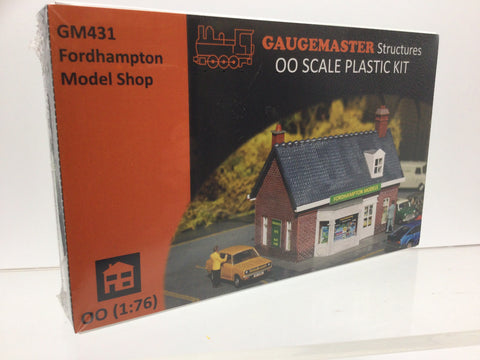 GM431
Fordhampton
Model Shop
GAUGEMASTER Structures
OO SCALE PLASTIC KIT
FORDHAMPTON MODELS
OO (1:76)